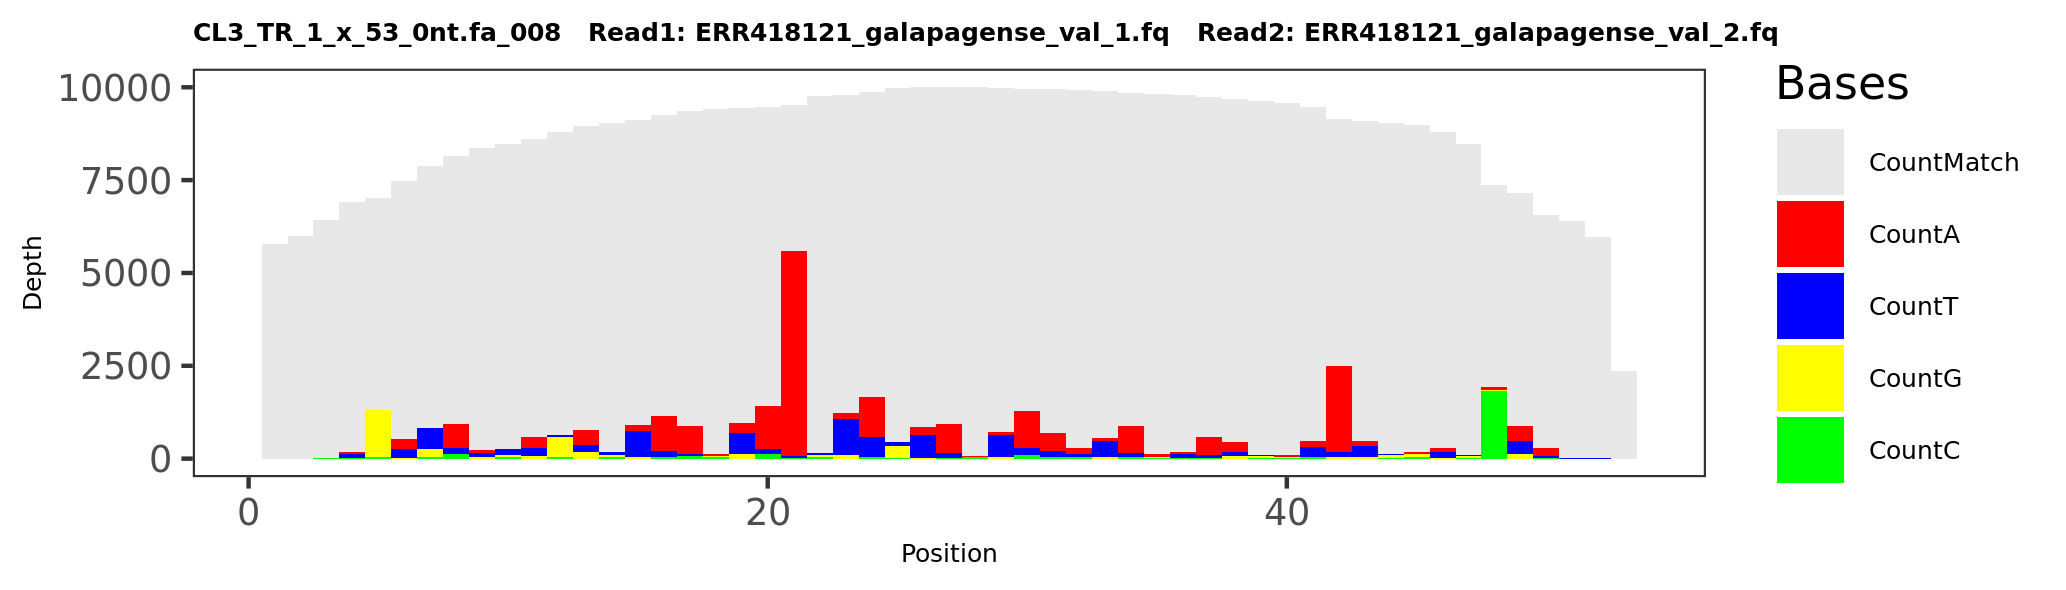 CL3_TR_1_x_53_0nt.fa_008 Read1: ERR418121_galapagense_val_1.fq Read2: ERR418121_galapagense_val_2.fq
10000
7500
5000
2500
0
Depth
0 20 40
Position
Bases
CountMatch
CountA
CountT
CountG
CountC